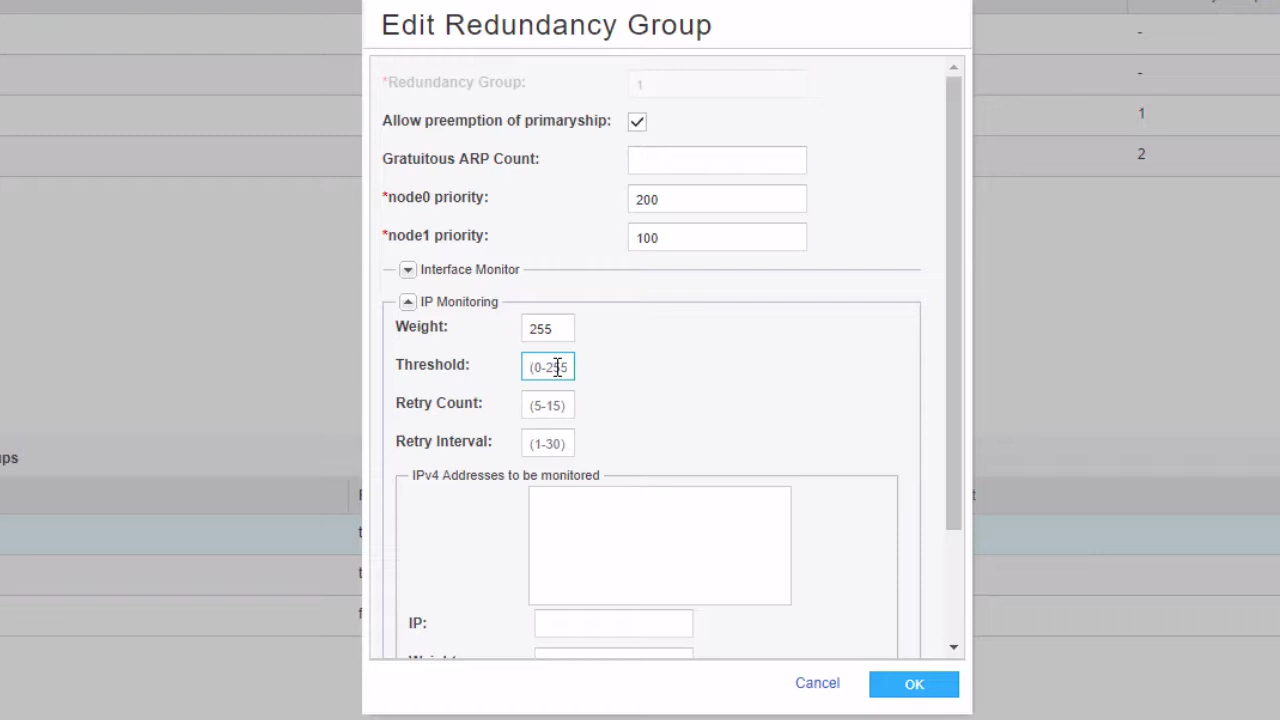 Edit Redundancy Group
-
*Redundancy Group: 1
-
Allow preemption of primaryship:
1
Gratuitous ARP Count:
2
*node0 priority: 200
*node1 priority: 100
Interface Monitor
IP Monitoring
Weight: 255
Threshold: (0-255
Retry Count: (5-15)
Retry Interval: (1-30)
ups
IPv4 Addresses to be monitored
IP:
Cancel OK